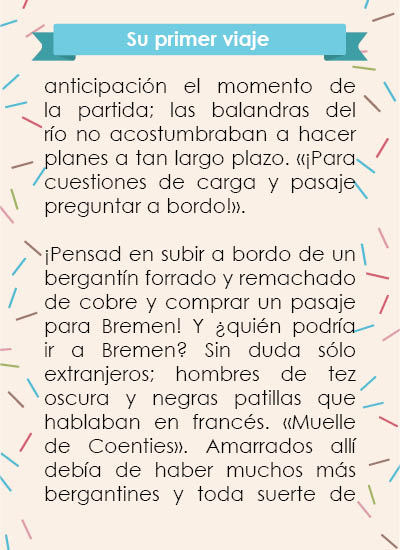 Su primer viaje
anticipación el momento de
la partida; las balandras del
río no acostumbraban a hacer
planes a tan largo plazo. «¡Para
cuestiones de carga y pasaje
preguntar a bordo!».
¡Pensad en subir a bordo de un
bergantín forrado y remachado
de cobre y comprar un pasaje
para Bremen! Y ¿quién podría
ir a Bremen? Sin duda sólo
extranjeros; hombres de tez
oscura y negras patillas que
hablaban en francés. «Muelle
de Coenties». Amarrados allí
debía de haber muchos más
bergantines y toda suerte de